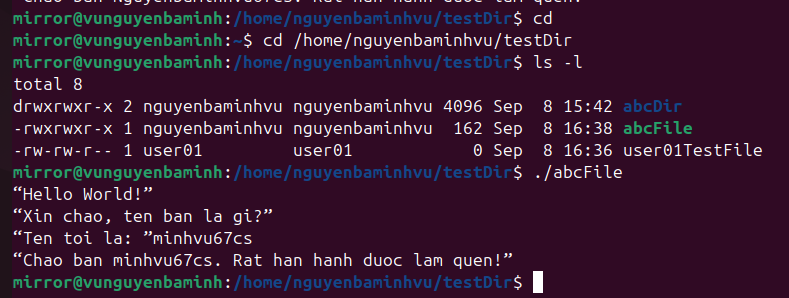 mirror@vunguyenbaminh:/home/nguyenbaminhvu/testDir$ cd
mirror@vunguyenbaminh:~$ cd /home/nguyenbaminhvu/testDir
mirror@vunguyenbaminh:/home/nguyenbaminhvu/testDir$ ls -l
total 8
drwxrwxr-x 2 nguyenbaminhvu nguyenbaminhvu 4096 Sep  8 15:42 abcDir
-rwxrwxr-x 1 nguyenbaminhvu nguyenbaminhvu  162 Sep  8 16:38 abcFile
-rw-rw-r-- 1 user01         user01            0 Sep  8 16:36 user01TestFile
mirror@vunguyenbaminh:/home/nguyenbaminhvu/testDir$ ./abcFile
“Hello World!”
“Xin chao, ten ban la gi?”
“Ten toi la: ”minhvu67cs
“Chao ban minhvu67cs. Rat han hanh duoc lam quen!”
mirror@vunguyenbaminh:/home/nguyenbaminhvu/testDir$